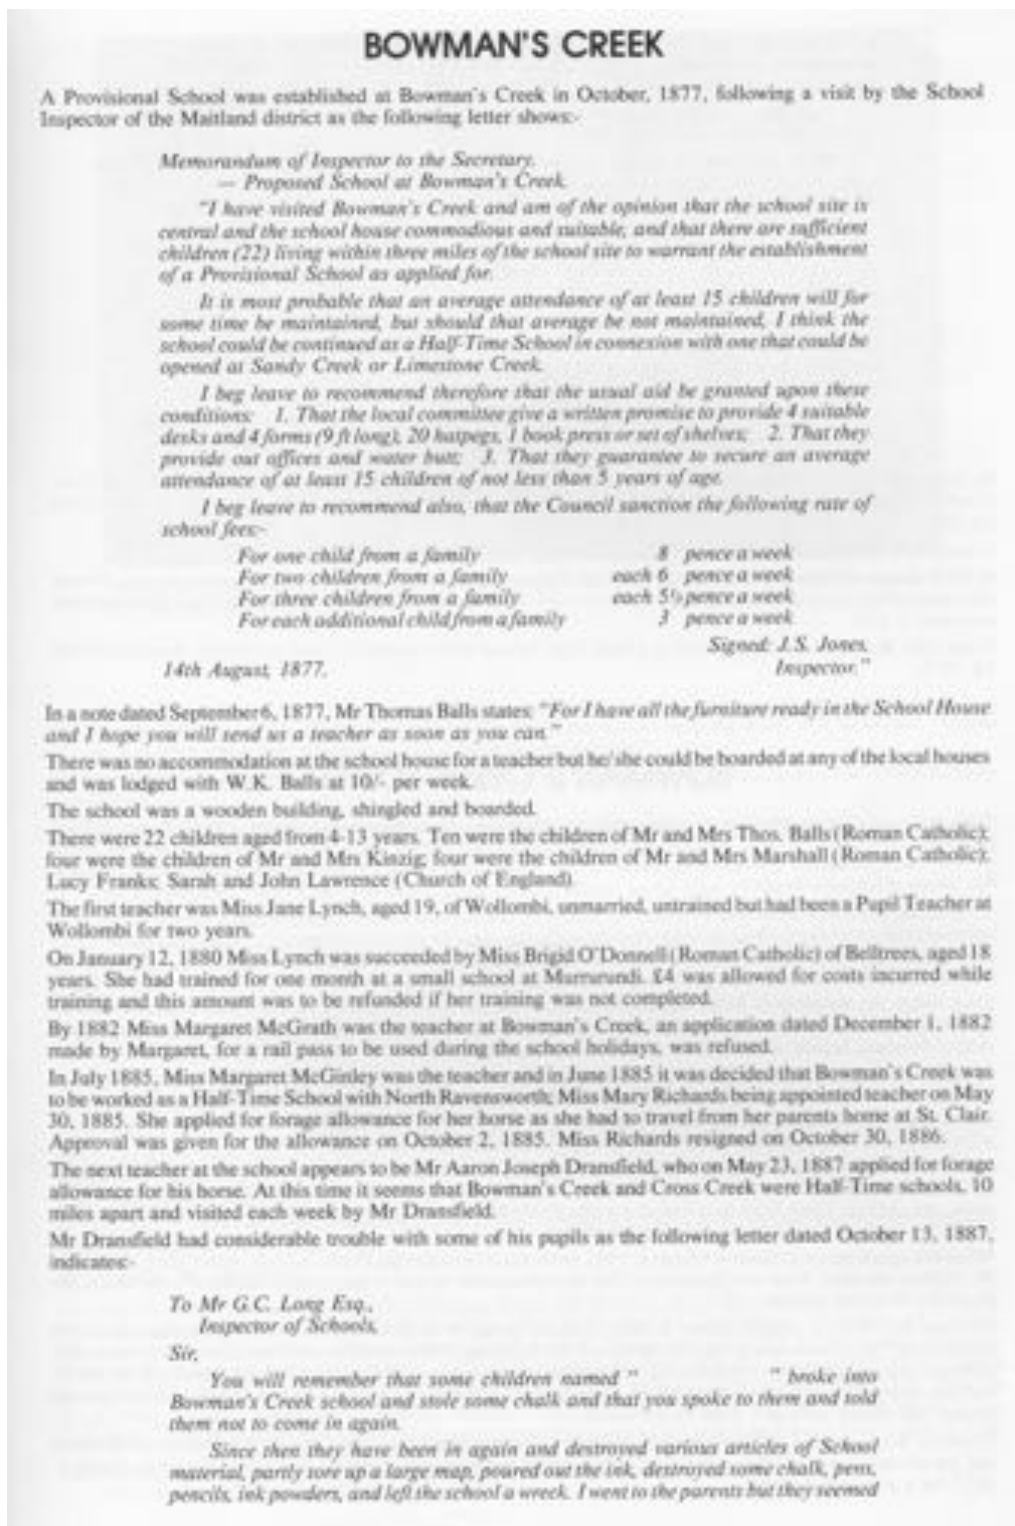 BOWMAN'S CREEK
A Provisional School was established at Bowman's Creek in October, 1877, following a visit by the School
Inspector of the Maitland district as the following letter shows:-
Memorandum of Inspector to the Secretary.
— Proposed School at Bowman's Creek.
"I have visited Bowman's Creek and am of the opinion that the school site is
central and the school house commodious and suitable, and that there are sufficient
children (22) living within three miles of the school site to warrant the establishment
of a Provisional School as applied for.
It is most probable that an average attendance of at least 15 children will for
some time be maintained, but should that average be not maintained, I think the
school could be continued as a Half-Time School in connexion with one that could be
opened at Sandy Creek or Limestone Creek.
I beg leave to recommend therefore that the usual aid be granted upon these
conditions: 1. That the local committee give a written promise to provide 4 suitable
desks and 4 forms (9 ft long), 20 hatpegs, 1 book press or set of shelves; 2. That they
provide out offices and water butt; 3. That they guarantee to secure an average
attendance of at least 15 children of not less than 5 years of age.
I beg leave to recommend also, that the Council sanction the following rate of
school fees:-
For one child from a family 8 pence a week
For two children from a family each 6 pence a week
For three children from a family each 5½ pence a week
For each additional child from a family 3 pence a week
Signed: J.S. Jones,
14th August, 1877. Inspector."
In a note dated September 6, 1877, Mr Thomas Balls states: "For I have all the furniture ready in the School House
and I hope you will send us a teacher as soon as you can."
There was no accommodation at the school house for a teacher but he/she could be boarded at any of the local houses
and was lodged with W.K. Balls at 10/- per week.
The school was a wooden building, shingled and boarded.
There were 22 children aged from 4-13 years. Ten were the children of Mr and Mrs Thos. Balls (Roman Catholic);
four were the children of Mr and Mrs Kinzig; four were the children of Mr and Mrs Marshall (Roman Catholic);
Lucy Franks; Sarah and John Lawrence (Church of England).
The first teacher was Miss Jane Lynch, aged 19, of Wollombi, unmarried, untrained but had been a Pupil Teacher at
Wollombi for two years.
On January 12, 1880 Miss Lynch was succeeded by Miss Brigid O'Donnell (Roman Catholic) of Belltrees, aged 18
years. She had trained for one month at a small school at Murrurundi. £4 was allowed for costs incurred while
training and this amount was to be refunded if her training was not completed.
By 1882 Miss Margaret McGrath was the teacher at Bowman's Creek, an application dated December 1, 1882
made by Margaret, for a rail pass to be used during the school holidays, was refused.
In July 1885, Miss Margaret McGinley was the teacher and in June 1885 it was decided that Bowman's Creek was
to be worked as a Half-Time School with North Ravensworth; Miss Mary Richards being appointed teacher on May
30, 1885. She applied for forage allowance for her horse as she had to travel from her parents home at St. Clair.
Approval was given for the allowance on October 2, 1885. Miss Richards resigned on October 30, 1886.
The next teacher at the school appears to be Mr Aaron Joseph Dransfield, who on May 23, 1887 applied for forage
allowance for his horse. At this time it seems that Bowman's Creek and Cross Creek were Half-Time schools, 10
miles apart and visited each week by Mr Dransfield.
Mr Dransfield had considerable trouble with some of his pupils as the following letter dated October 13, 1887,
indicates:-
To Mr G.C. Long Esq.,
Inspector of Schools,
Sir,
You will remember that some children named " " broke into
Bowman's Creek school and stole some chalk and that you spoke to them and told
them not to come in again.
Since then they have been in again and destroyed various articles of School
material, partly tore up a large map, poured out the ink, destroyed some chalk, pens,
pencils, ink powders, and left the school a wreck. I went to the parents but they seemed